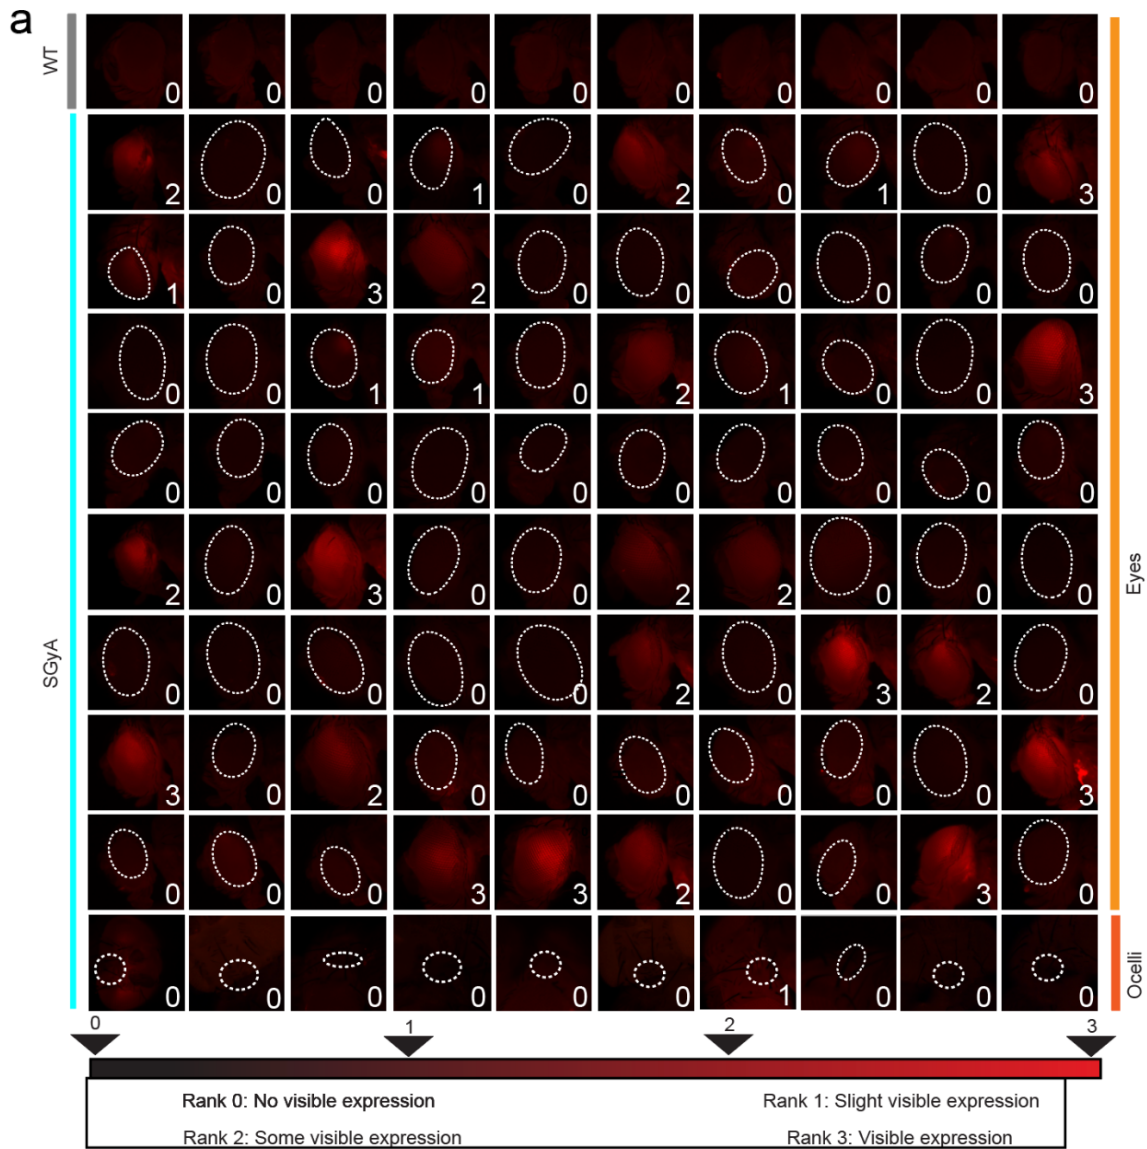 a
WT
0 0 0 0 0 0 0 0 0 0
SGyA
2 0 0 1 0 2 0 1 0 3
1 0 3 2 0 0 0 0 0 0
0 0 1 1 0 2 1 0 0 3
0 0 0 0 0 0 0 0 0 0
2 0 3 0 0 2 2 0 0 0
0 0 0 0 0 2 0 3 2 0
3 0 2 0 0 0 0 0 0 3
0 0 0 3 3 2 0 0 3 0
Eyes
0 0 0 0 0 0 1 0 0 0
Ocelli
0 1 2 3
Rank 0: No visible expression
Rank 1: Slight visible expression
Rank 2: Some visible expression
Rank 3: Visible expression